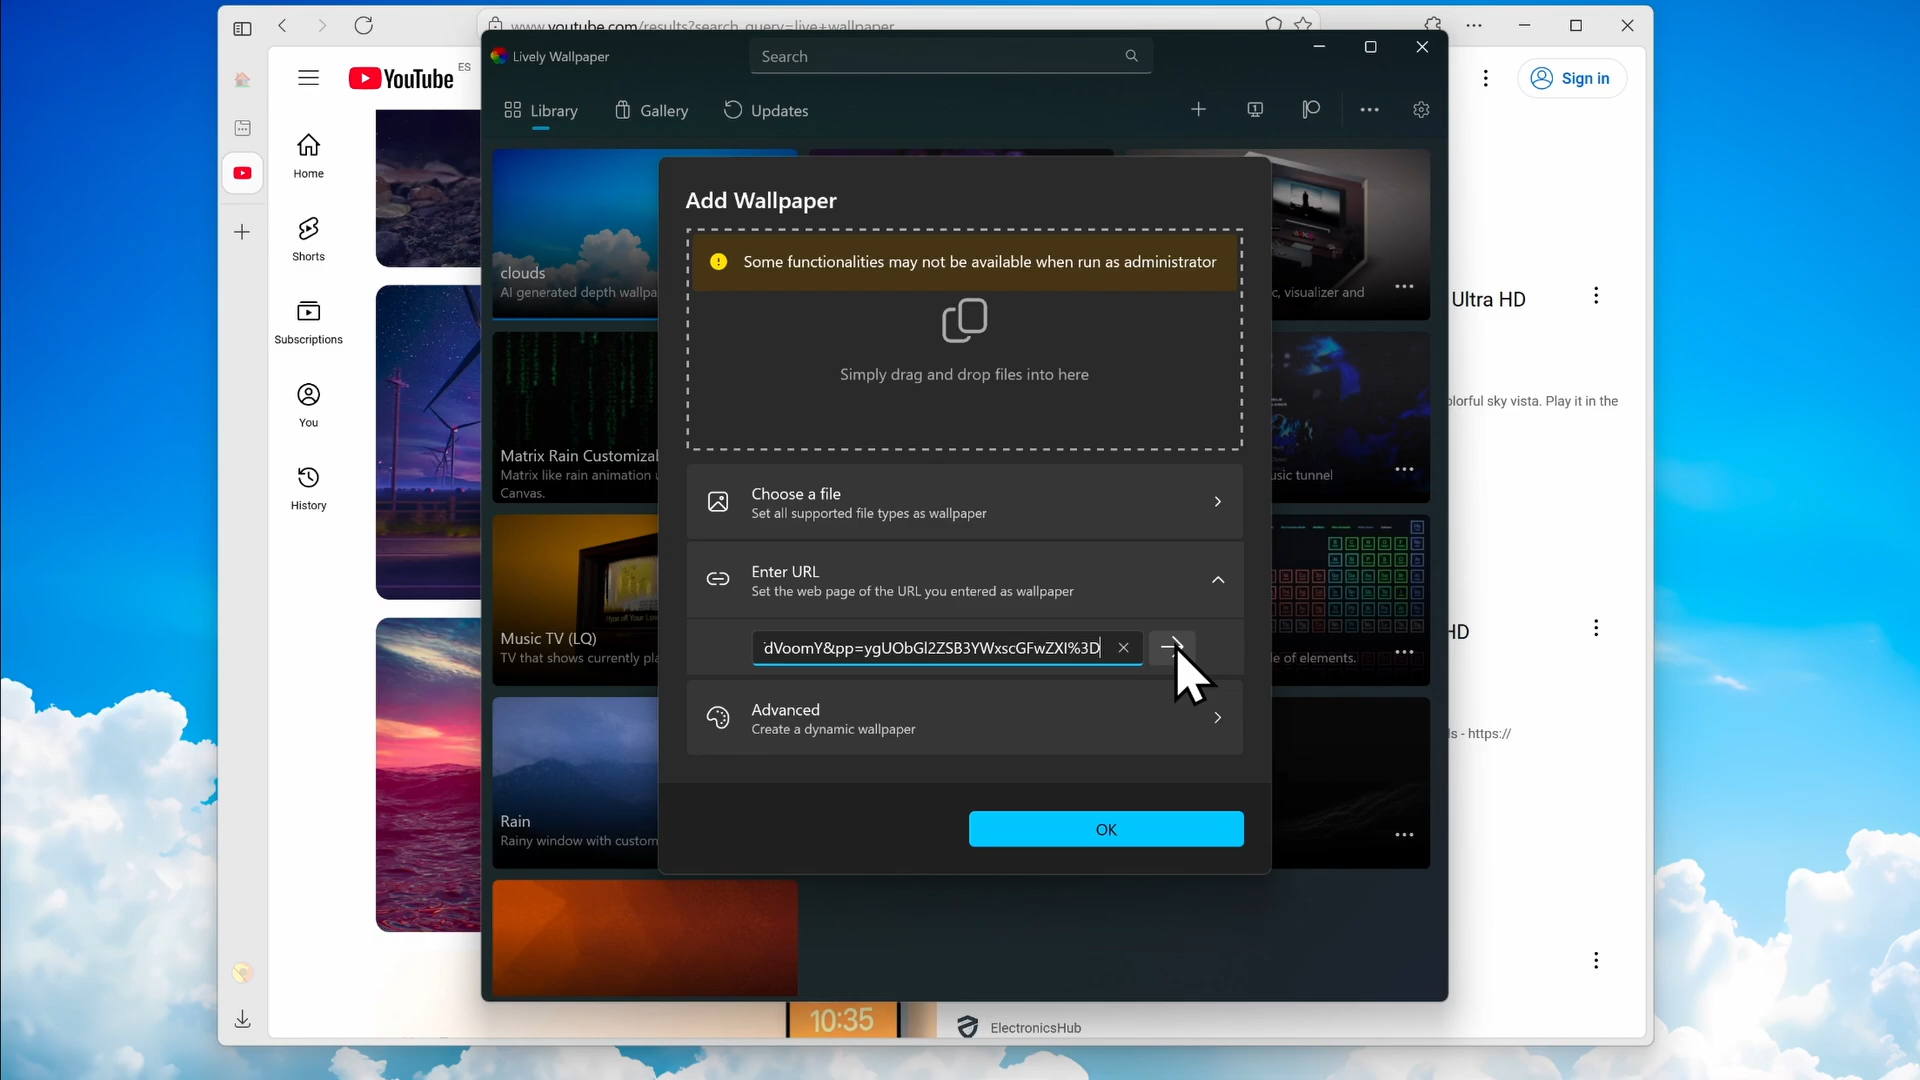 www.youtube.com/results?search_query=live+wallpaper
YouTube ES
Sign in
Home
Shorts
Subscriptions
You
History
Lively Wallpaper
Search
Library
Gallery
Updates
clouds
AI generated depth wallpa
c, visualizer and
Matrix Rain Customizal
Matrix like rain animation u
Canvas.
usic tunnel
Music TV (LQ)
TV that shows currently pla
le of elements.
Rain
Rainy window with custom
Add Wallpaper
Some functionalities may not be available when run as administrator
Simply drag and drop files into here
Choose a file
Set all supported file types as wallpaper
Enter URL
Set the web page of the URL you entered as wallpaper
dVoomY&pp=ygUObGl2ZSB3YWxscGFwZXI%3D
Advanced
Create a dynamic wallpaper
OK
Ultra HD
olorful sky vista. Play it in the
HD
ls - https://
10:35
ElectronicsHub